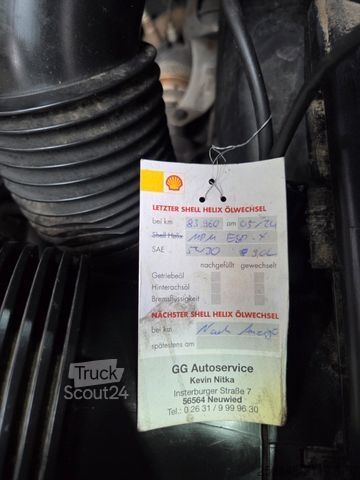 LETZTER SHELL HELIX ÖLWECHSEL
bei km 83.960 am 05/24
Shell Helix MPM
SAE 5W30
nachgefüllt gewechselt
Getriebeöl
Hinterachsöl
Bremsflüssigkeit
NÄCHSTER SHELL HELIX ÖLWECHSEL
bei km Nach
spätestens am
GG Autoservice
Kevin Nitka
Insterburger Straße 7
56564 Neuwied
Tel.: 0 26 31 / 9 99 96 30
Truck
Scout24